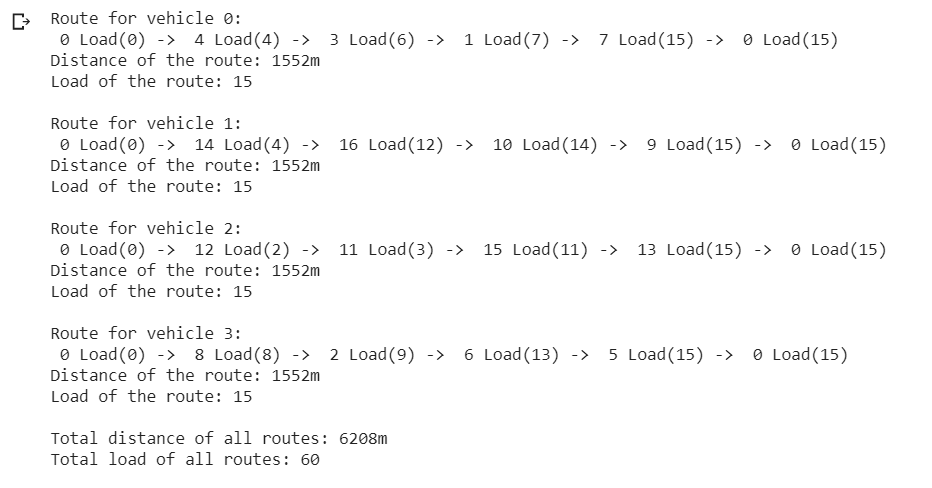 Route for vehicle 0:
0 Load(0) -> 4 Load(4) -> 3 Load(6) -> 1 Load(7) -> 7 Load(15) -> 0 Load(15)
Distance of the route: 1552m
Load of the route: 15
Route for vehicle 1:
0 Load(0) -> 14 Load(4) -> 16 Load(12) -> 10 Load(14) -> 9 Load(15) -> 0 Load(15)
Distance of the route: 1552m
Load of the route: 15
Route for vehicle 2:
0 Load(0) -> 12 Load(2) -> 11 Load(3) -> 15 Load(11) -> 13 Load(15) -> 0 Load(15)
Distance of the route: 1552m
Load of the route: 15
Route for vehicle 3:
0 Load(0) -> 8 Load(8) -> 2 Load(9) -> 6 Load(13) -> 5 Load(15) -> 0 Load(15)
Distance of the route: 1552m
Load of the route: 15
Total distance of all routes: 6208m
Total load of all routes: 60